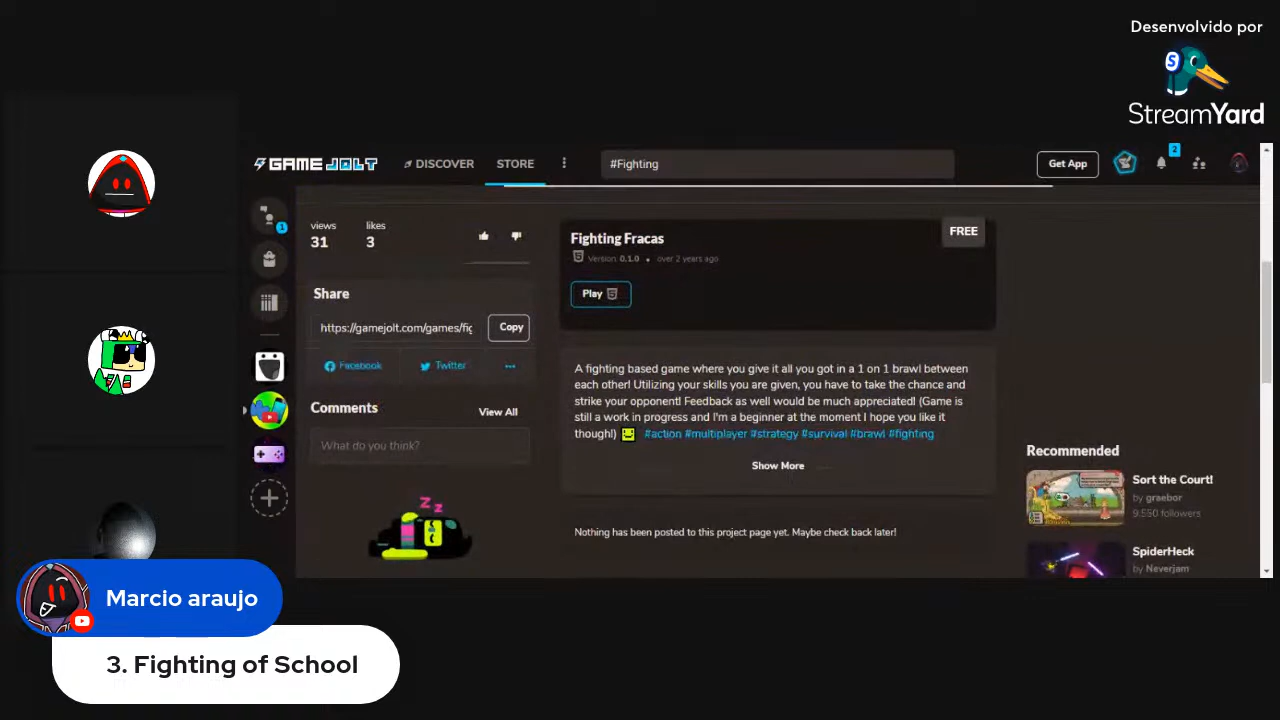 Desenvolvido por
StreamYard
GAME JOLT
DISCOVER
STORE
#Fighting
Get App
2
1
views
31
likes
3
Share
https://gamejolt.com/games/fig
Copy
Facebook
Twitter
Comments
View All
What do you think?
Z z
Fighting Fracas
FREE
Version: 0.1.0 • over 2 years ago
Play
A fighting based game where you give it all you got in a 1 on 1 brawl between
each other! Utilizing your skills you are given, you have to take the chance and
strike your opponent! Feedback as well would be much appreciated! (Game is
still a work in progress and I'm a beginner at the moment I hope you like it
though!) #action #multiplayer #strategy #survival #brawl #fighting
Show More
Nothing has been posted to this project page yet. Maybe check back later!
Recommended
Sort the Court!
by graebor
9,550 followers
SpiderHeck
by Neverjam
Marcio araujo
3. Fighting of School